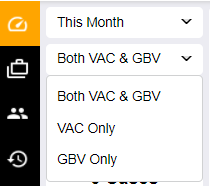 This Month
Both VAC & GBV
Both VAC & GBV
VAC Only
GBV Only